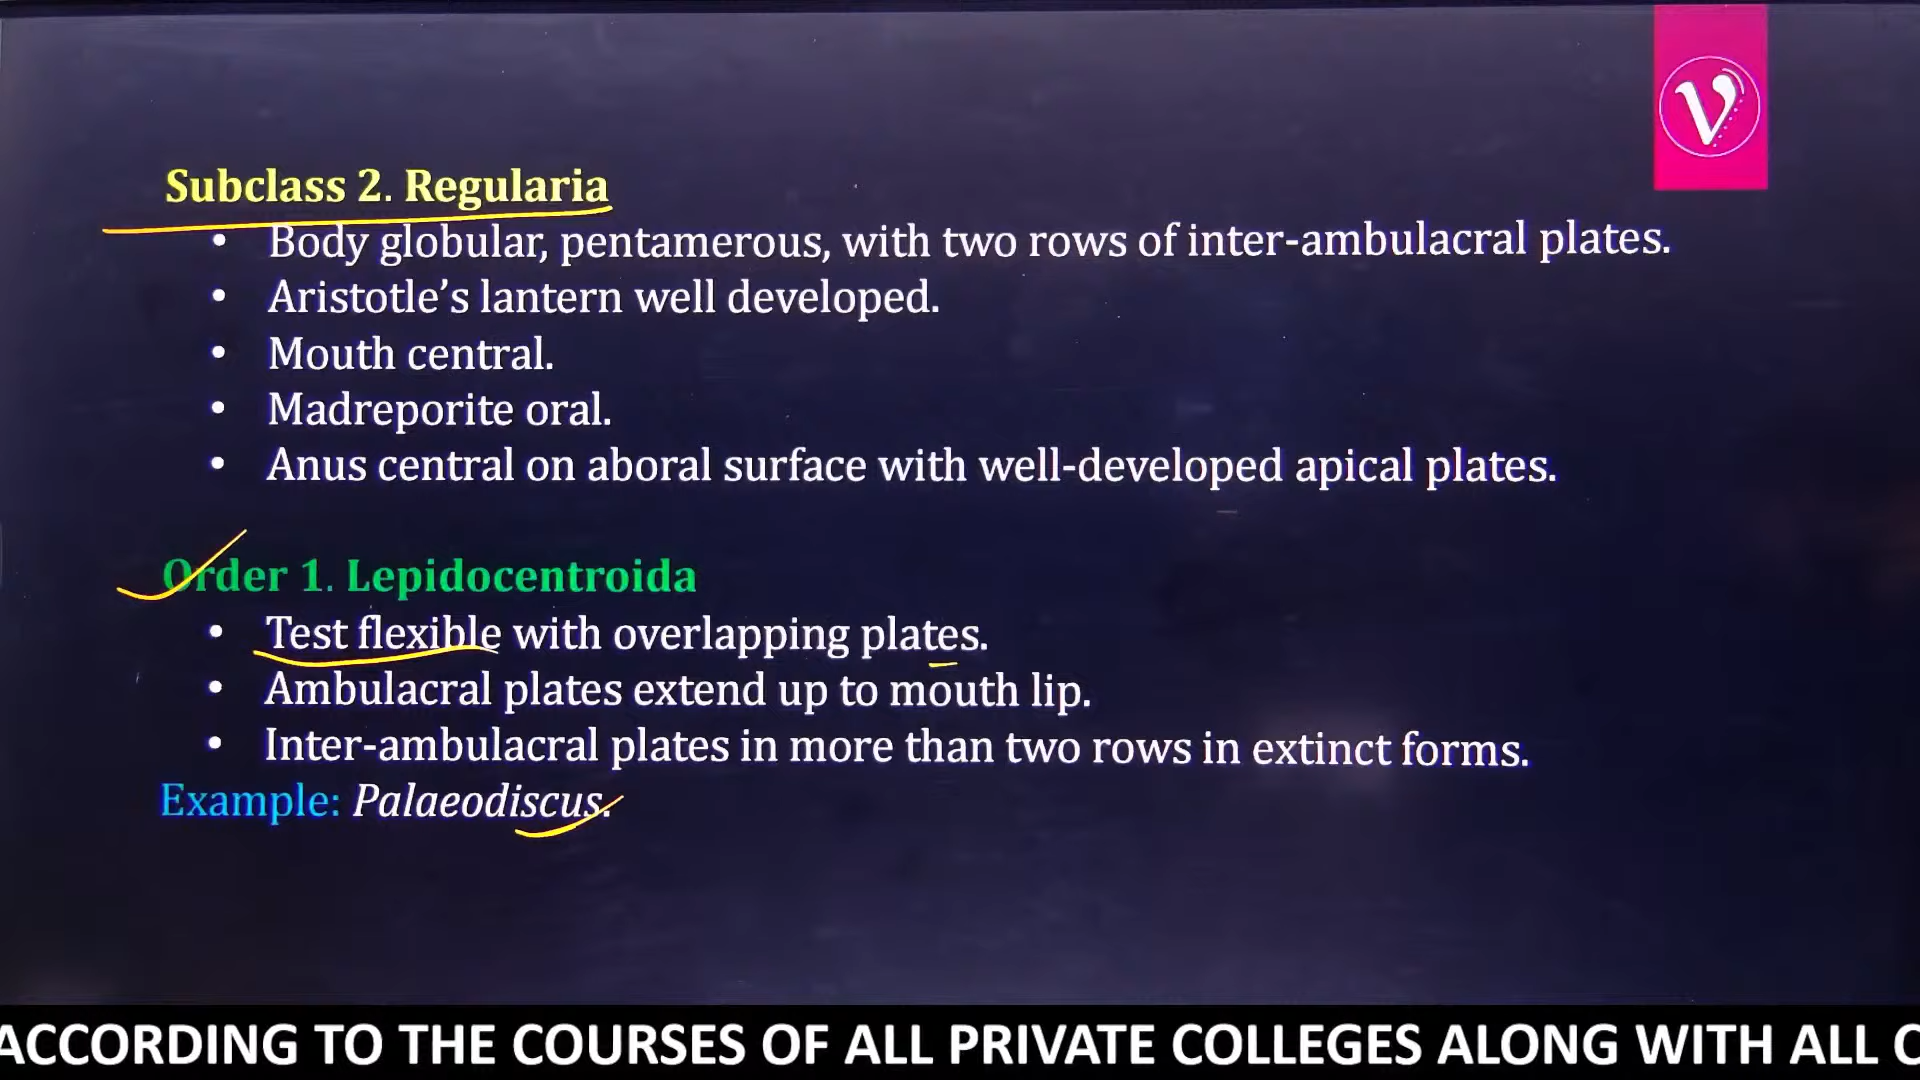 V
Subclass 2. Regularia
• Body globular, pentamerous, with two rows of inter-ambulacral plates.
• Aristotle’s lantern well developed.
• Mouth central.
• Madreporite oral.
• Anus central on aboral surface with well-developed apical plates.
Order 1. Lepidocentroida
• Test flexible with overlapping plates.
• Ambulacral plates extend up to mouth lip.
• Inter-ambulacral plates in more than two rows in extinct forms.
Example: Palaeodiscus.
ACCORDING TO THE COURSES OF ALL PRIVATE COLLEGES ALONG WITH ALL